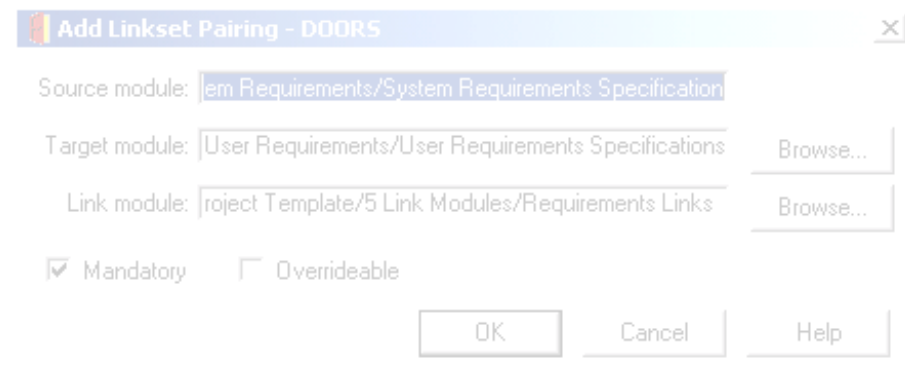 Add Linkset Pairing - DOORS
Source module: em Requirements/System Requirements Specification
Target module: User Requirements/User Requirements Specifications Browse...
Link module: roject Template/5 Link Modules/Requirements Links Browse...
Mandatory Overrideable
OK Cancel Help